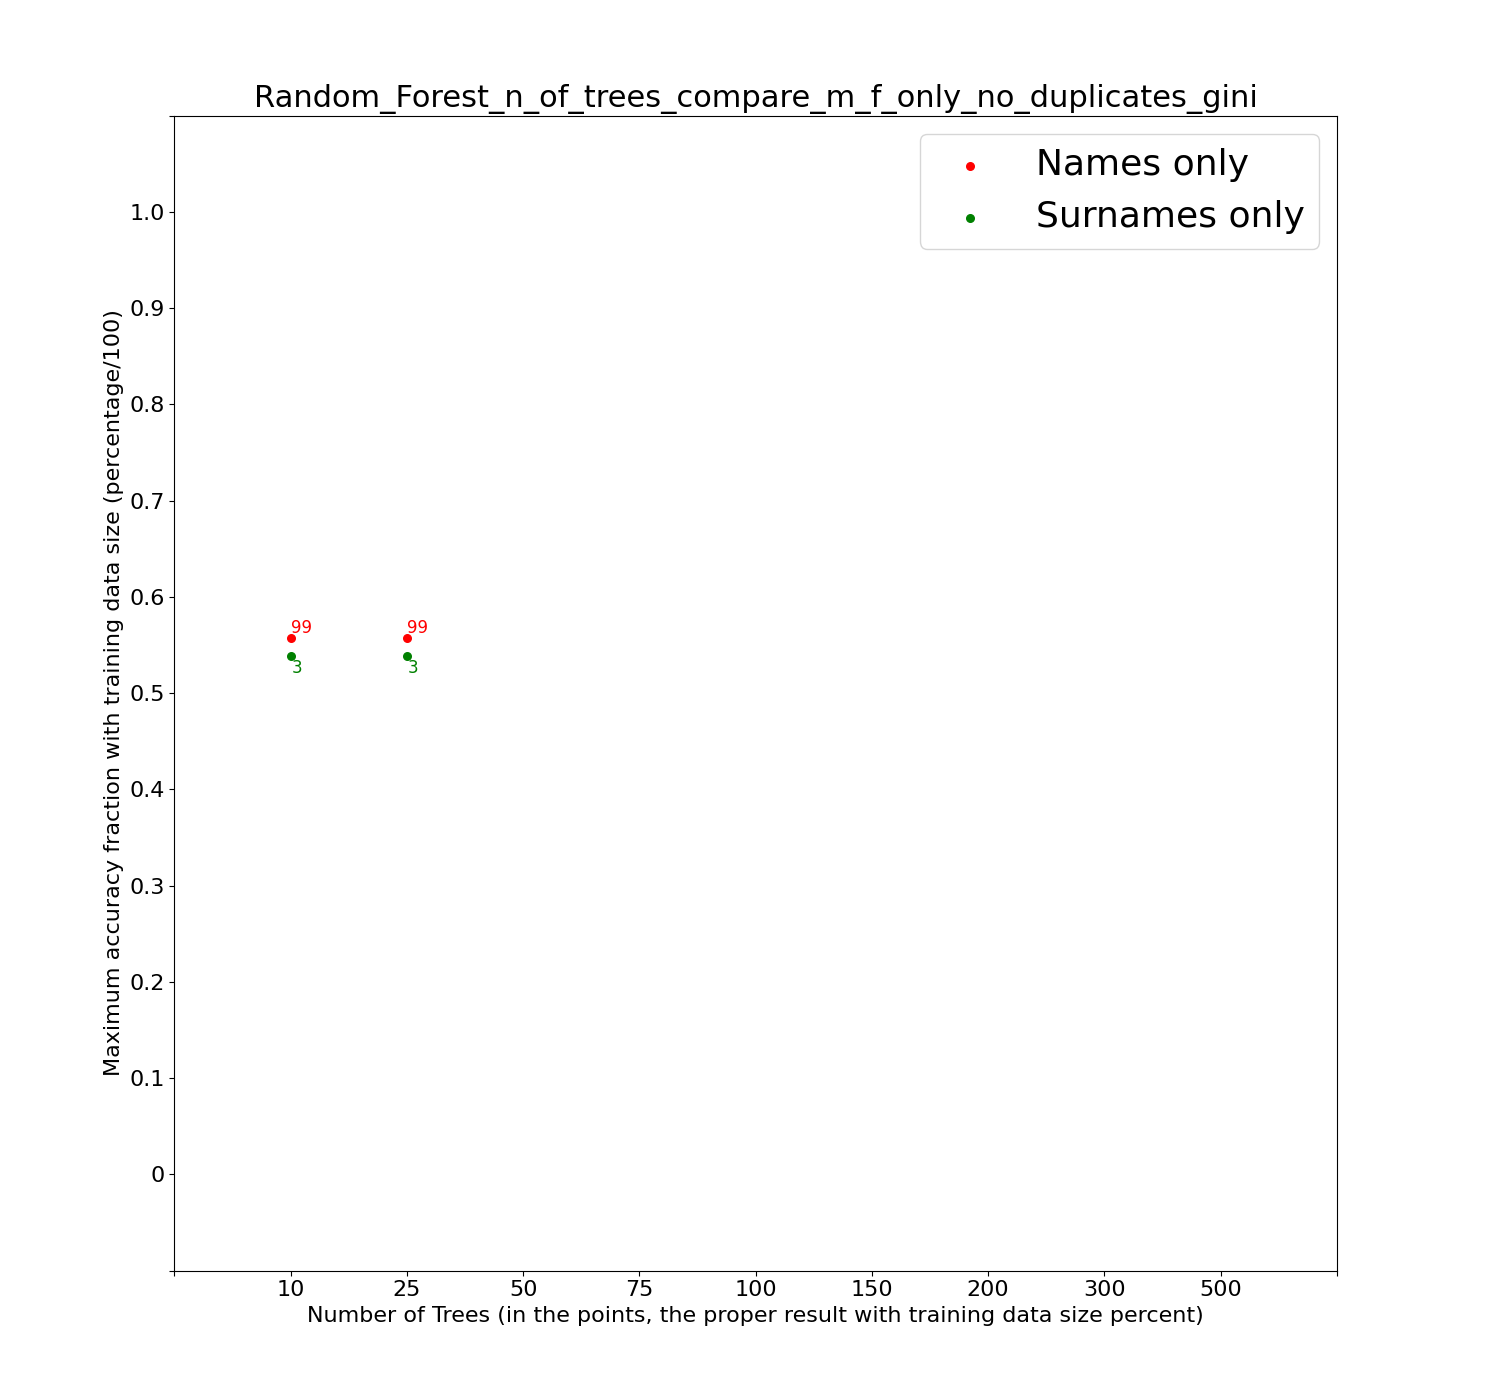 Random_Forest_n_of_trees_compare_m_f_only_no_duplicates_gini
Names only
Surnames only
Maximum accuracy fraction with training data size (percentage/100)
1.0
0.9
0.8
0.7
0.6
0.5
0.4
0.3
0.2
0.1
0
99
99
3
3
10 25 50 75 100 150 200 300 500
Number of Trees (in the points, the proper result with training data size percent)